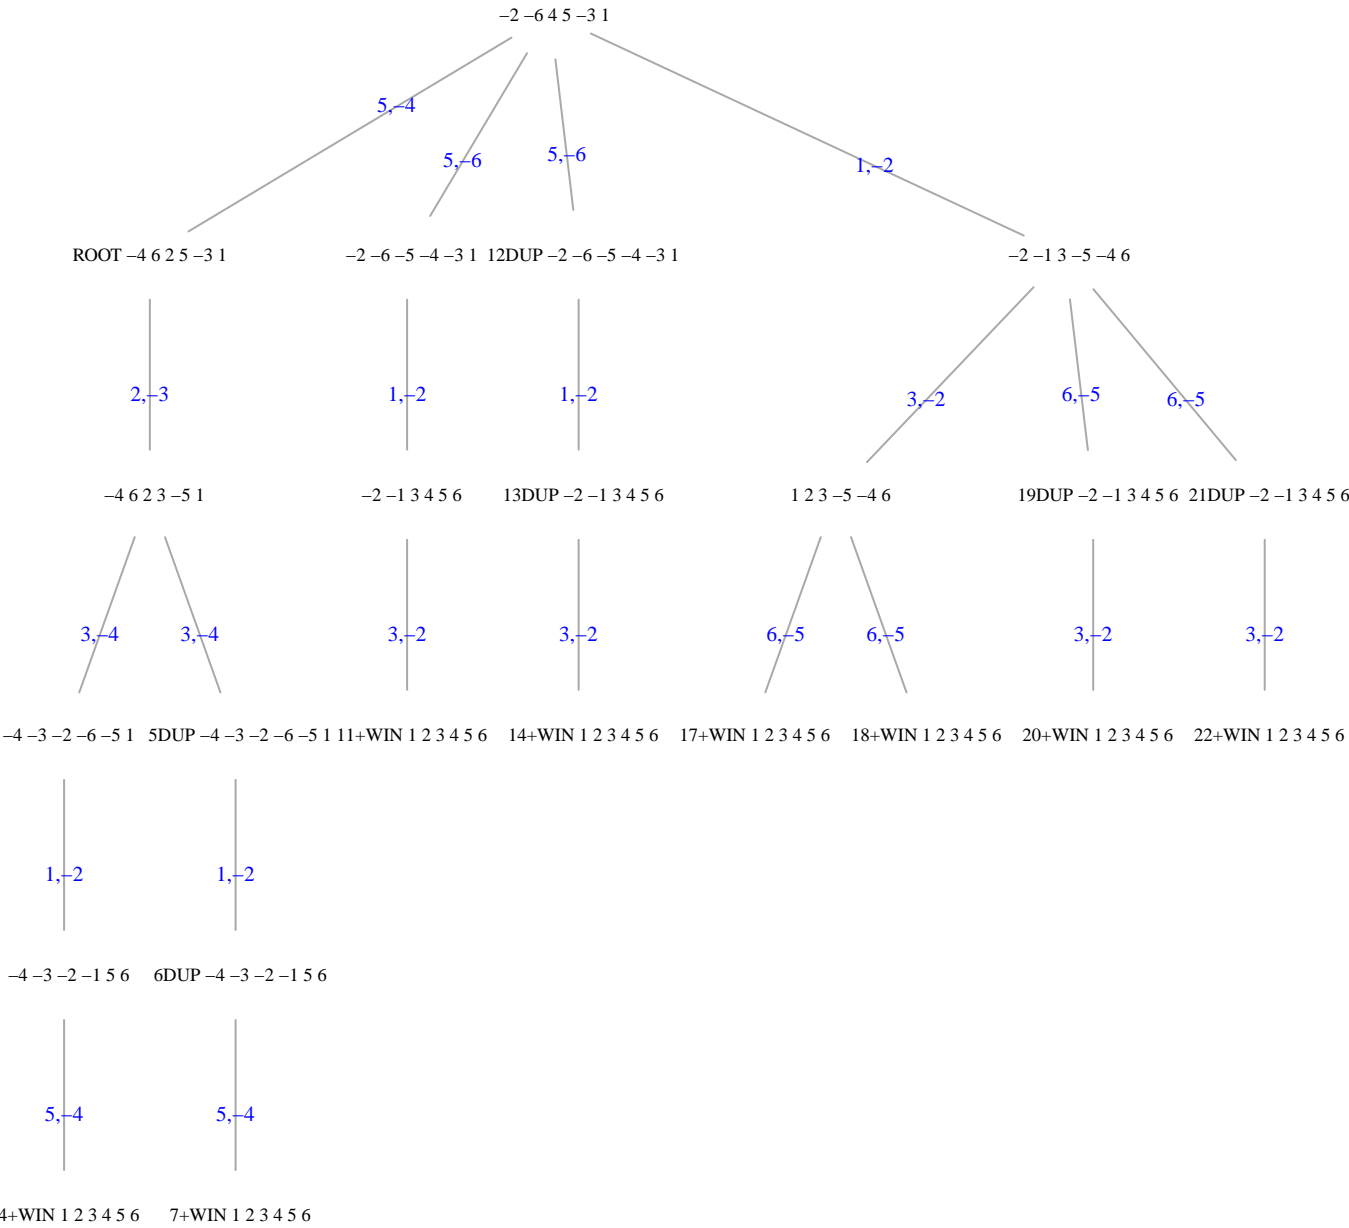 −2 −6 4 5 −3 1
5,−4
5,−6 5,−6
1,−2
ROOT −4 6 2 5 −3 1 −2 −6 −5 −4 −3 1 12DUP −2 −6 −5 −4 −3 1 −2 −1 3 −5 −4 6
2,−3 1,−2 1,−2 3,−2 6,−5 6,−5
−4 6 2 3 −5 1 −2 −1 3 4 5 6 13DUP −2 −1 3 4 5 6 1 2 3 −5 −4 6 19DUP −2 −1 3 4 5 6 21DUP −2 −1 3 4 5 6
3,−4 3,−4 3,−2 3,−2 6,−5 6,−5 3,−2 3,−2
−4 −3 −2 −6 −5 1 5DUP −4 −3 −2 −6 −5 1 11+WIN 1 2 3 4 5 6 14+WIN 1 2 3 4 5 6 17+WIN 1 2 3 4 5 6 18+WIN 1 2 3 4 5 6 20+WIN 1 2 3 4 5 6 22+WIN 1 2 3 4 5 6
1,−2 1,−2
−4 −3 −2 −1 5 6 6DUP −4 −3 −2 −1 5 6
5,−4 5,−4
4+WIN 1 2 3 4 5 6 7+WIN 1 2 3 4 5 6